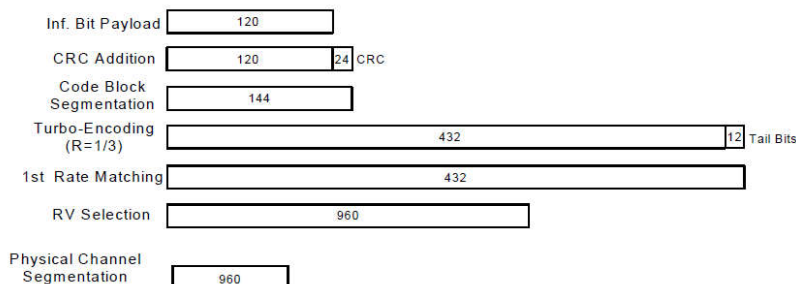 Inf. Bit Payload 120
CRC Addition 120 24 CRC
Code Block
Segmentation 144
Turbo-Encoding
(R=1/3) 432 12 Tail Bits
1st Rate Matching 432
RV Selection 960
Physical Channel
Segmentation 960